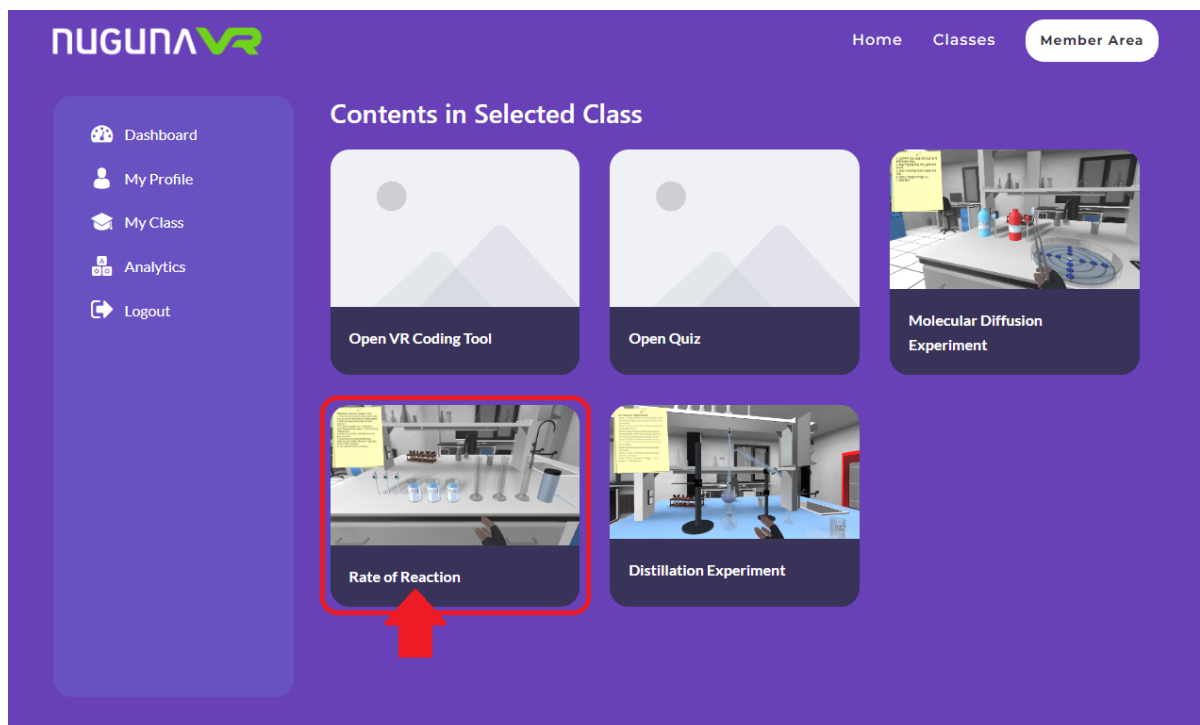 NUGUNAVR
Home
Classes
Member Area
Dashboard
My Profile
My Class
Analytics
Logout
Contents in Selected Class
Open VR Coding Tool
Open Quiz
Molecular Diffusion
Experiment
Rate of Reaction
Distillation Experiment